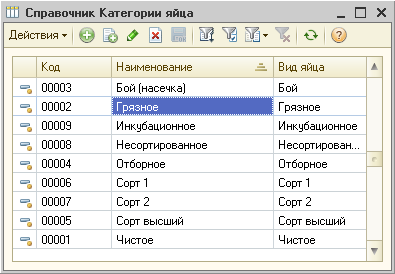 Справочник Категории яйца
Действия
Код Наименование Вид яйца
00003 Бой (насечка) Бой
00002 Грязное Грязное
00009 Инкубационное Инкубационное
00008 Несортированное Несортирован...
00004 Отборное Отборное
00006 Сорт 1 Сорт 1
00007 Сорт 2 Сорт 2
00005 Сорт высший Сорт высший
00001 Чистое Чистое